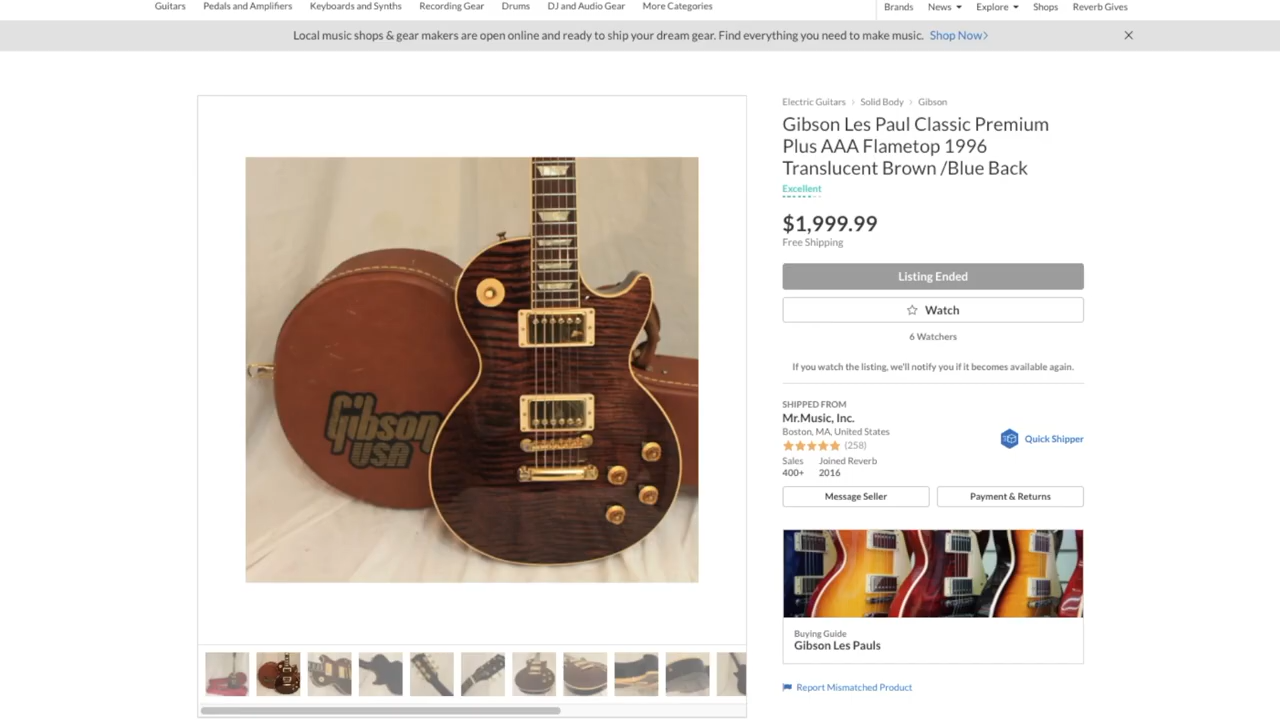 Guitars Pedals and Amplifiers Keyboards and Synths Recording Gear Drums DJ and Audio Gear More Categories Brands News Explore Shops Reverb Gives
Local music shops & gear makers are open online and ready to ship your dream gear. Find everything you need to make music. Shop Now
Electric Guitars Solid Body Gibson
Gibson Les Paul Classic Premium
Plus AAA Flametop 1996
Translucent Brown /Blue Back
Excellent
$1,999.99
Free Shipping
Listing Ended
Watch
6 Watchers
If you watch the listing, we'll notify you if it becomes available again.
SHIPPED FROM
Mr.Music, Inc.
Boston, MA, United States
(258)
Quick Shipper
Sales Joined Reverb
400+ 2016
Message Seller Payment & Returns
Buying Guide
Gibson Les Pauls
Report Mismatched Product
Gibson
USA